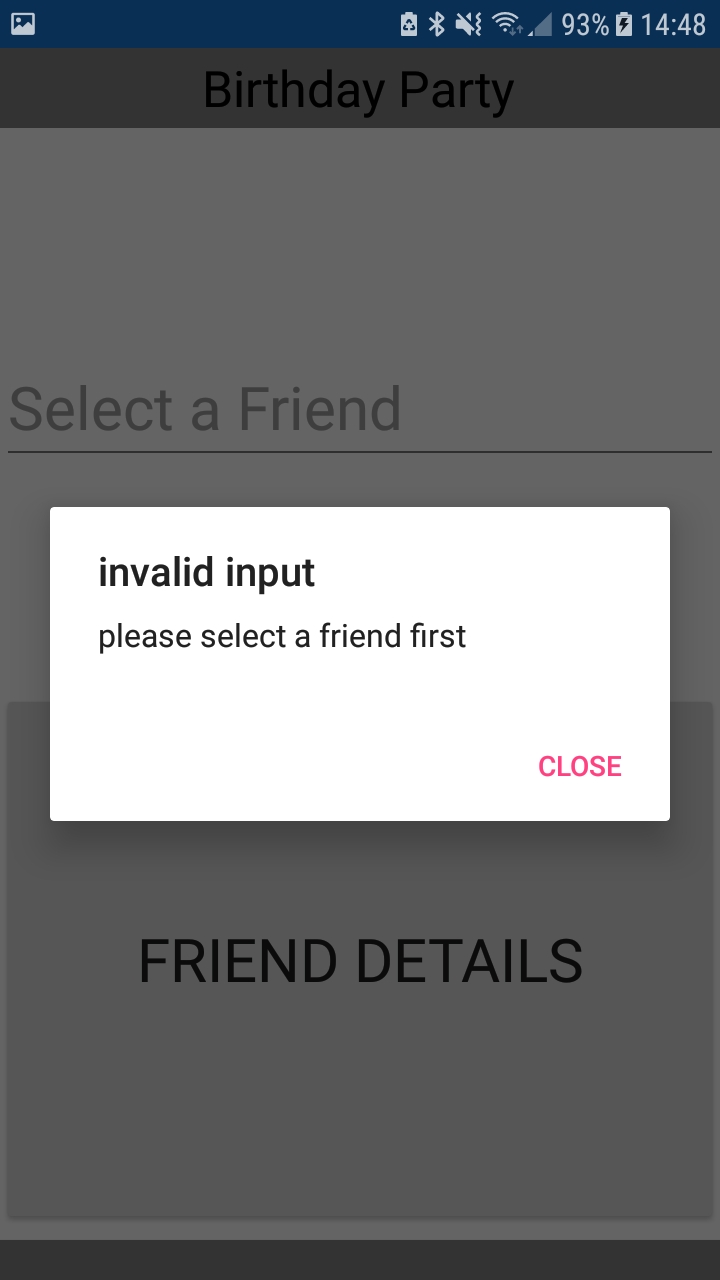 93% 14:48
Birthday Party
Select a Friend
invalid input
please select a friend first
CLOSE
FRIEND DETAILS